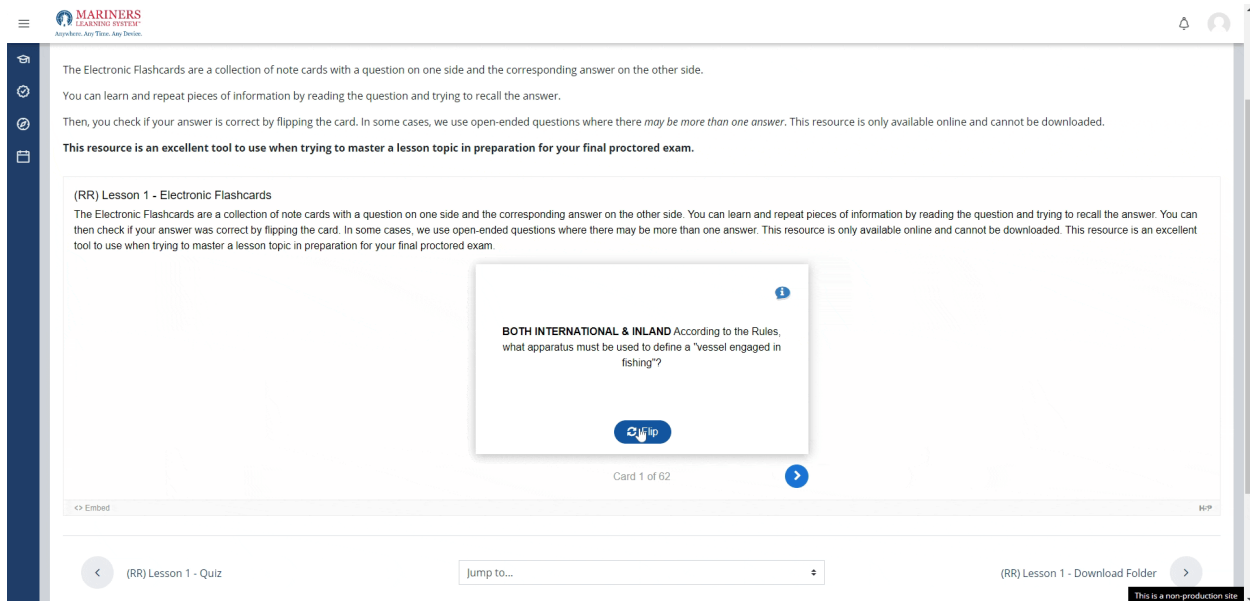 MARINERS
LEARNING SYSTEM™
Anywhere. Any Time. Any Device.
The Electronic Flashcards are a collection of note cards with a question on one side and the corresponding answer on the other side.
You can learn and repeat pieces of information by reading the question and trying to recall the answer.
Then, you check if your answer is correct by flipping the card. In some cases, we use open-ended questions where there may be more than one answer. This resource is only available online and cannot be downloaded.
This resource is an excellent tool to use when trying to master a lesson topic in preparation for your final proctored exam.
(RR) Lesson 1 - Electronic Flashcards
The Electronic Flashcards are a collection of note cards with a question on one side and the corresponding answer on the other side. You can learn and repeat pieces of information by reading the question and trying to recall the answer. You can
then check if your answer was correct by flipping the card. In some cases, we use open-ended questions where there may be more than one answer. This resource is only available online and cannot be downloaded. This resource is an excellent
tool to use when trying to master a lesson topic in preparation for your final proctored exam.
BOTH INTERNATIONAL & INLAND According to the Rules,
what apparatus must be used to define a "vessel engaged in
fishing"?
Flip
Card 1 of 62
<> Embed
H5P
(RR) Lesson 1 - Quiz
Jump to...
(RR) Lesson 1 - Download Folder
This is a non-production site